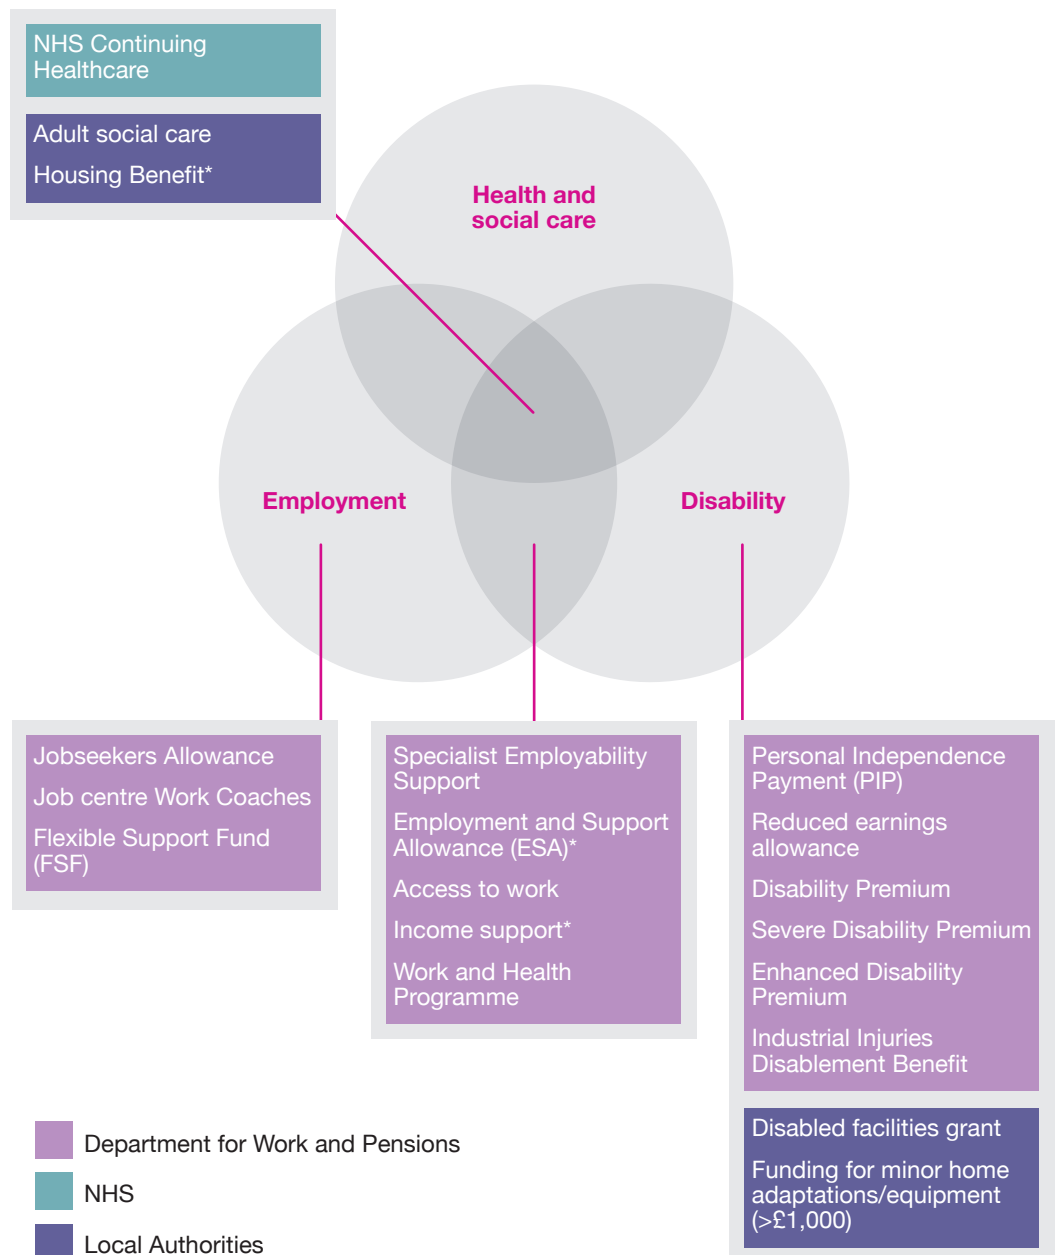 NHS Continuing
Healthcare
Adult social care
Housing Benefit*
Health and
social care
Employment
Disability
Jobseekers Allowance
Job centre Work Coaches
Flexible Support Fund
(FSF)
Specialist Employability
Support
Employment and Support
Allowance (ESA)*
Access to work
Income support*
Work and Health
Programme
Personal Independence
Payment (PIP)
Reduced earnings
allowance
Disability Premium
Severe Disability Premium
Enhanced Disability
Premium
Industrial Injuries
Disablement Benefit
Disabled facilities grant
Funding for minor home
adaptations/equipment
(>£1,000)
Department for Work and Pensions
NHS
Local Authorities